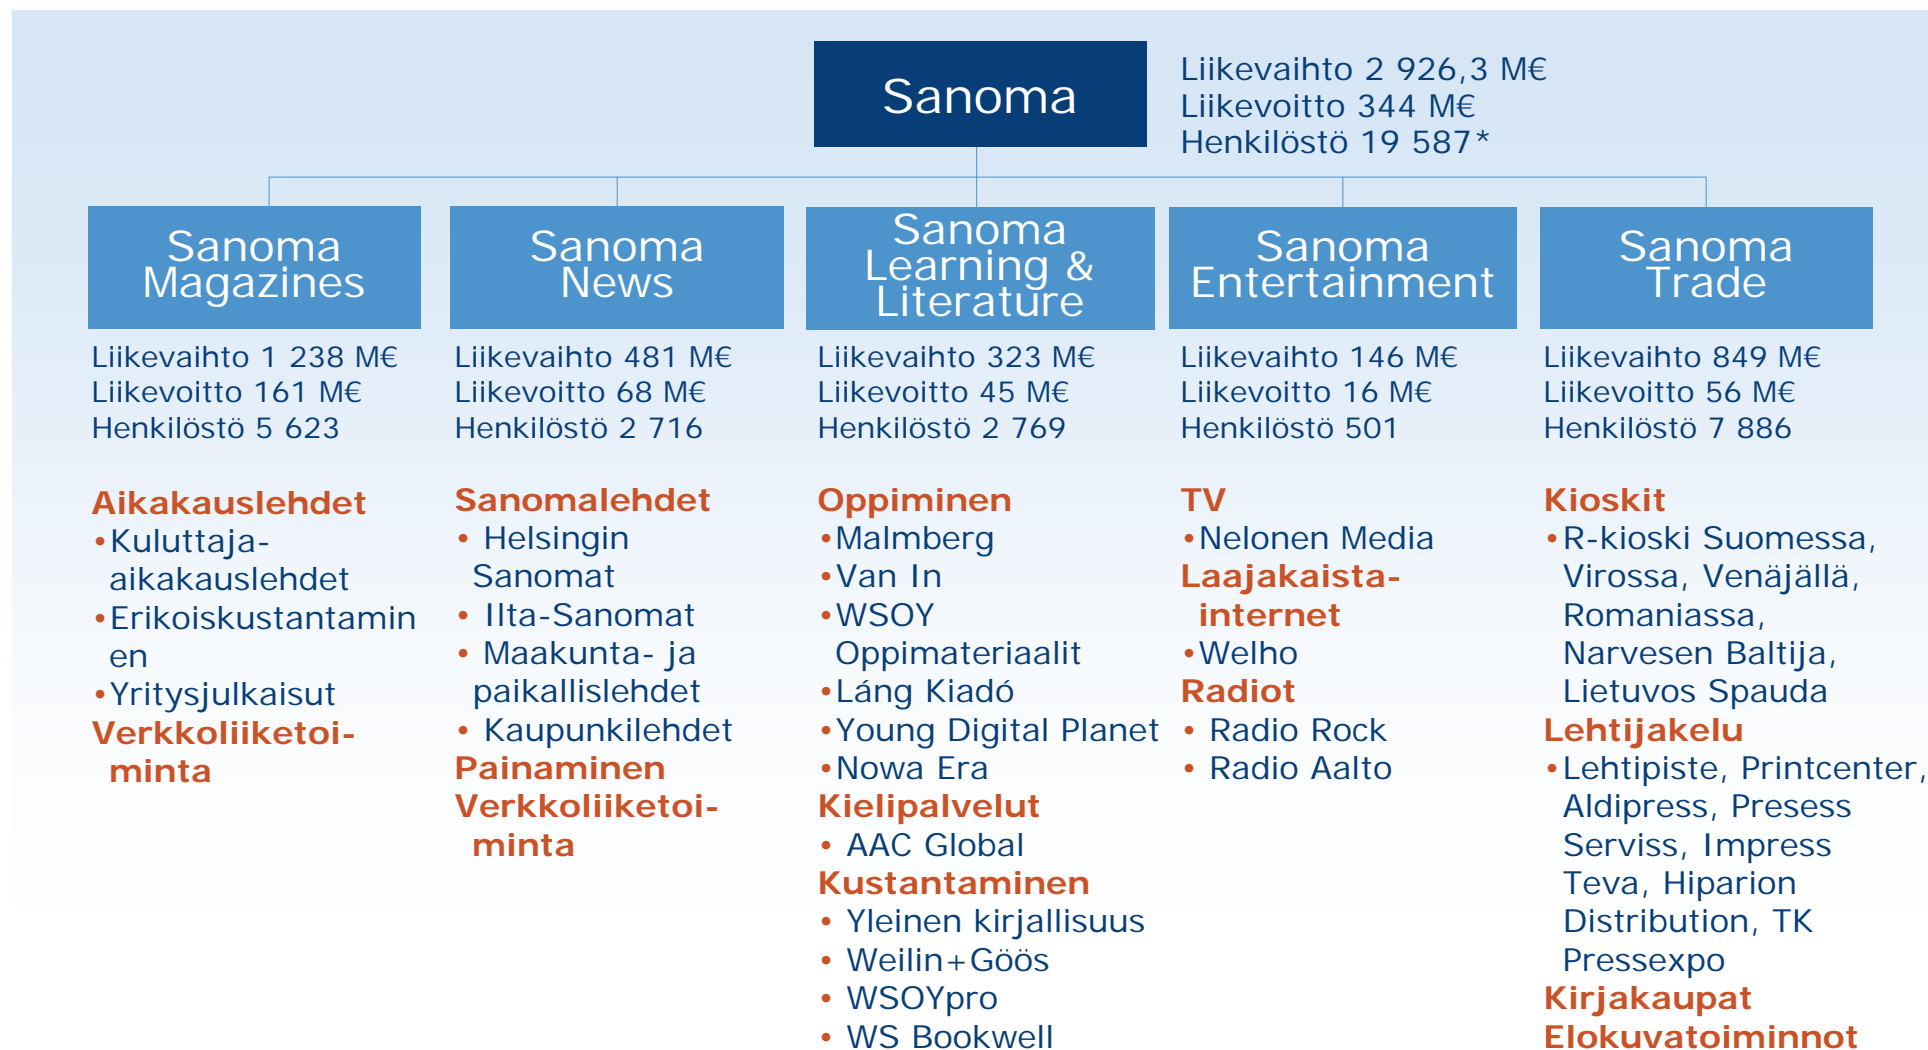 Sanoma
Liikevaihto 2 926,3 M€
Liikevoitto 344 M€
Henkilöstö 19 587*
Sanoma
Magazines
Liikevaihto 1 238 M€
Liikevoitto 161 M€
Henkilöstö 5 623
Aikakauslehdet
•Kuluttaja-
aikakauslehdet
•Erikoiskustantamin
en
•Yritysjulkaisut
Verkkoliiketoi-
minta
Sanoma
News
Liikevaihto 481 M€
Liikevoitto 68 M€
Henkilöstö 2 716
Sanomalehdet
• Helsingin
Sanomat
• Ilta-Sanomat
• Maakunta- ja
paikallislehdet
• Kaupunkilehdet
Painaminen
Verkkoliiketoi-
minta
Sanoma
Learning &
Literature
Liikevaihto 323 M€
Liikevoitto 45 M€
Henkilöstö 2 769
Oppiminen
•Malmberg
•Van In
•WSOY
Oppimateriaalit
•Láng Kiadó
•Young Digital Planet
•Nowa Era
Kielipalvelut
• AAC Global
Kustantaminen
• Yleinen kirjallisuus
• Weilin+Göös
• WSOYpro
• WS Bookwell
Sanoma
Entertainment
Liikevaihto 146 M€
Liikevoitto 16 M€
Henkilöstö 501
TV
•Nelonen Media
Laajakaista-
internet
•Welho
Radiot
• Radio Rock
• Radio Aalto
Sanoma
Trade
Liikevaihto 849 M€
Liikevoitto 56 M€
Henkilöstö 7 886
Kioskit
•R-kioski Suomessa,
Virossa, Venäjällä,
Romaniassa,
Narvesen Baltija,
Lietuvos Spauda
Lehtijakelu
•Lehtipiste, Printcenter,
Aldipress, Presess
Serviss, Impress
Teva, Hiparion
Distribution, TK
Pressexpo
Kirjakaupat
Elokuvatoiminnot